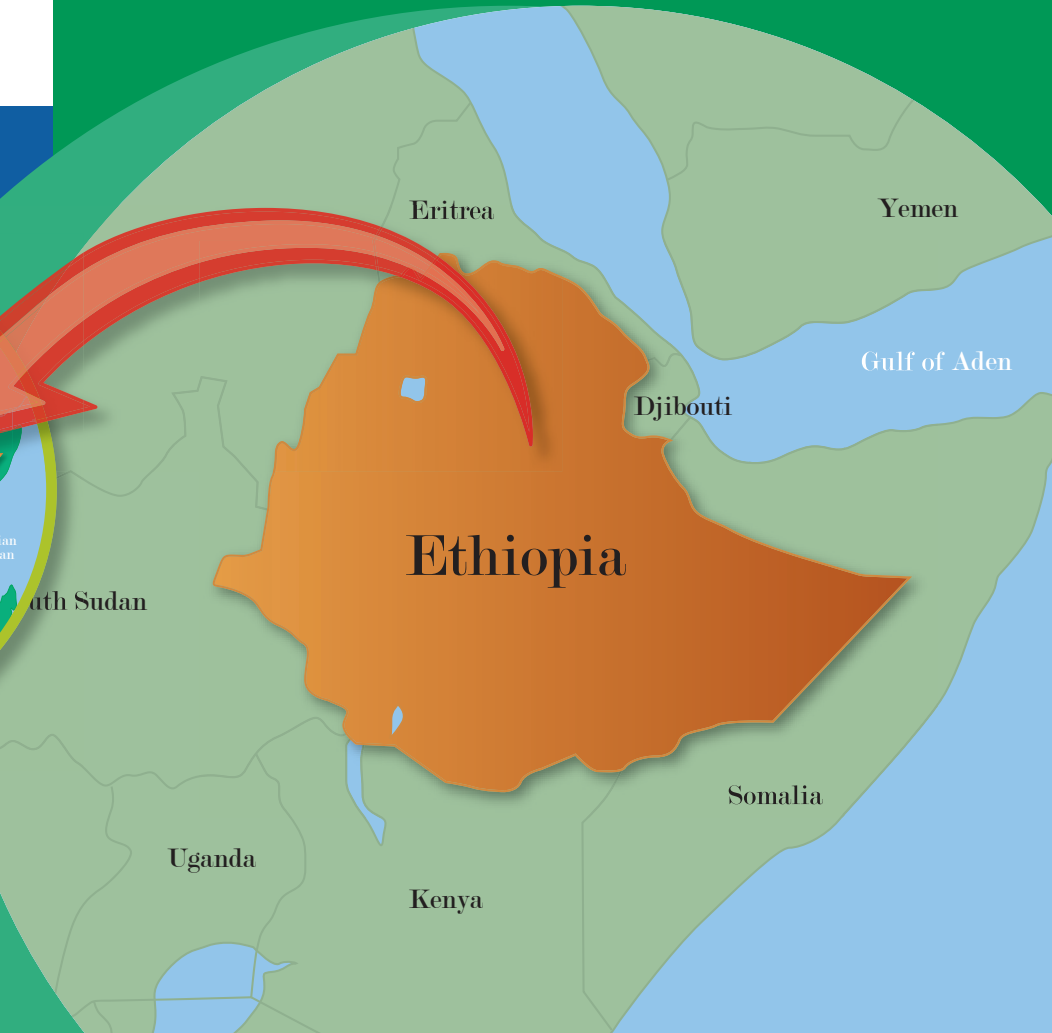 Eritrea
Yemen
Gulf of Aden
Djibouti
Ethiopia
uth Sudan
Somalia
Uganda
Kenya